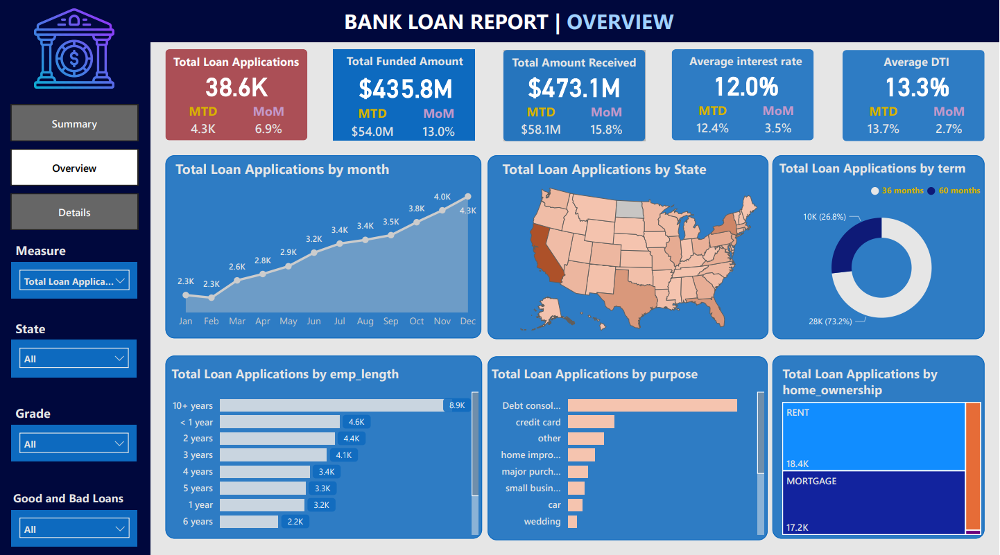 BANK LOAN REPORT | OVERVIEW
Summary
Overview
Details
Measure
Total Loan Applica...
State
All
Grade
All
Good and Bad Loans
All
Total Loan Applications
38.6K
MTD MoM
4.3K 6.9%
Total Funded Amount
$435.8M
MTD MoM
$54.0M 13.0%
Total Amount Received
$473.1M
MTD MoM
$58.1M 15.8%
Average interest rate
12.0%
MTD MoM
12.4% 3.5%
Average DTI
13.3%
MTD MoM
13.7% 2.7%
Total Loan Applications by month
2.3K 2.3K 2.6K 2.8K 2.9K 3.2K 3.4K 3.4K 3.5K 3.8K 4.0K 4.3K
Jan Feb Mar Apr May Jun Jul Aug Sep Oct Nov Dec
Total Loan Applications by State
Total Loan Applications by term
36 months 60 months
10K (26.8%)
28K (73.2%)
Total Loan Applications by emp_length
10+ years 8.9K
< 1 year 4.6K
2 years 4.4K
3 years 4.1K
4 years 3.4K
5 years 3.3K
1 year 3.2K
6 years 2.2K
Total Loan Applications by purpose
Debt consol...
credit card
other
home impro...
major purch...
small busin...
car
wedding
Total Loan Applications by
home_ownership
RENT
18.4K
MORTGAGE
17.2K